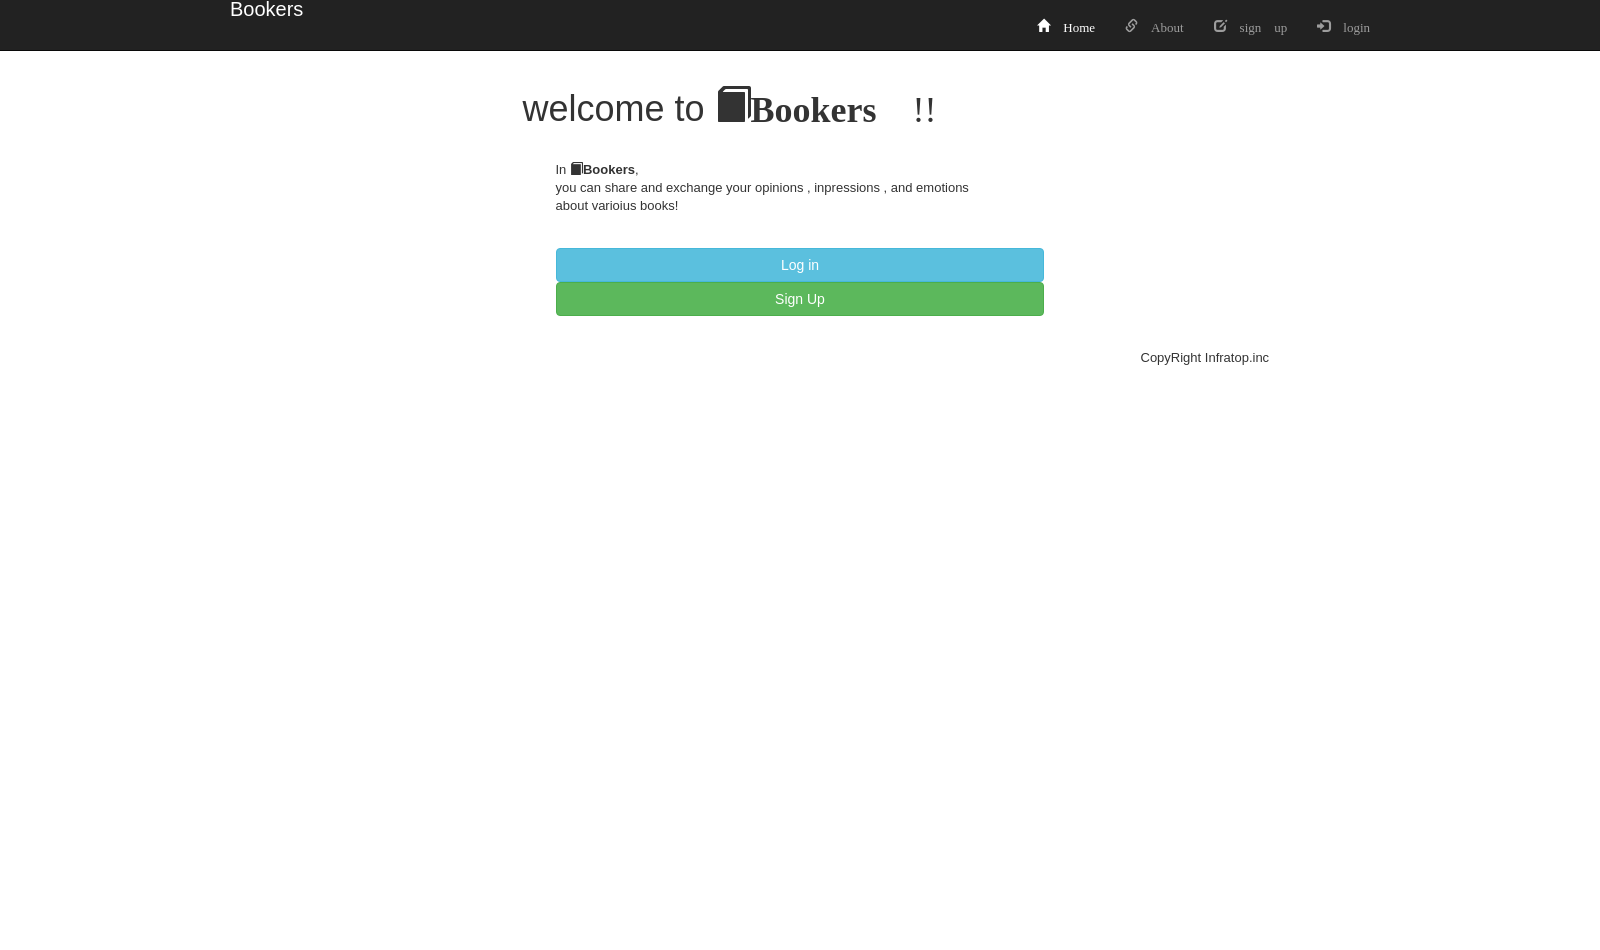 Bookers
Home About sign up login
welcome to Bookers !!
In Bookers,
you can share and exchange your opinions , inpressions , and emotions
about varioius books!
Log in
Sign Up
CopyRight Infratop.inc